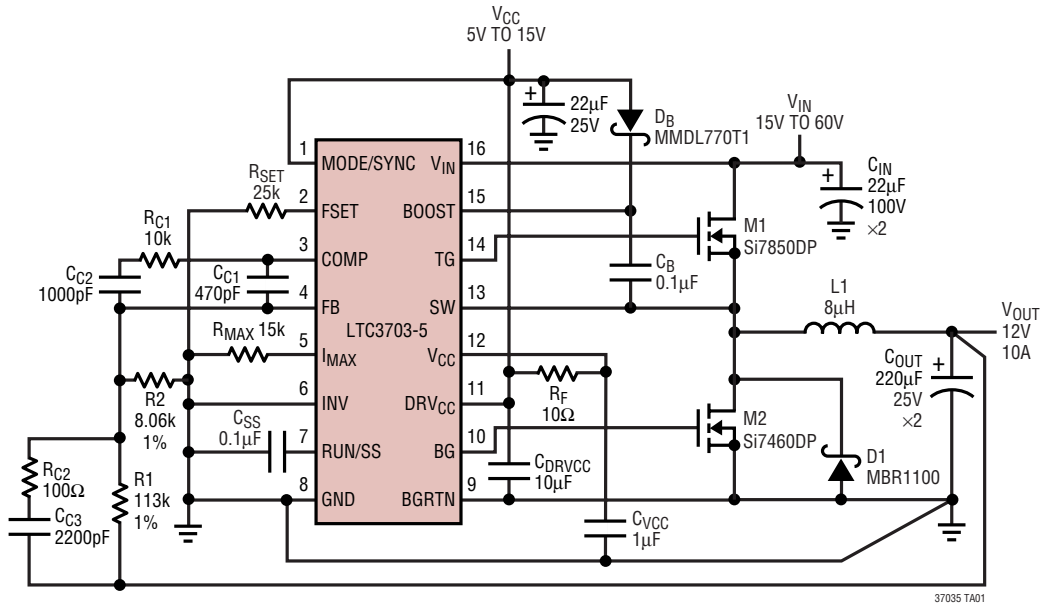 VCC
5V TO 15V
+
22µF
25V
DB
MMDL770T1
VIN
15V TO 60V
+
CIN
22µF
100V
×2
1
MODE/SYNC
VIN
16
RSET
25k
2
FSET
BOOST
15
RC1
10k
3
COMP
TG
14
M1
Si7850DP
CC2
1000pF
CC1
470pF
CB
0.1µF
4
FB
SW
13
LTC3703-5
L1
8µH
VOUT
12V
10A
RMAX 15k
5
IMAX
VCC
12
COUT
220µF
25V
×2
+
R2
8.06k
1%
RF
10Ω
6
INV
DRVCC
11
CSS
0.1µF
7
RUN/SS
BG
10
M2
Si7460DP
D1
MBR1100
RC2
100Ω
R1
113k
1%
CDRVCC
10µF
8
GND
BGRTN
9
CC3
2200pF
CVCC
1µF
37035 TA01